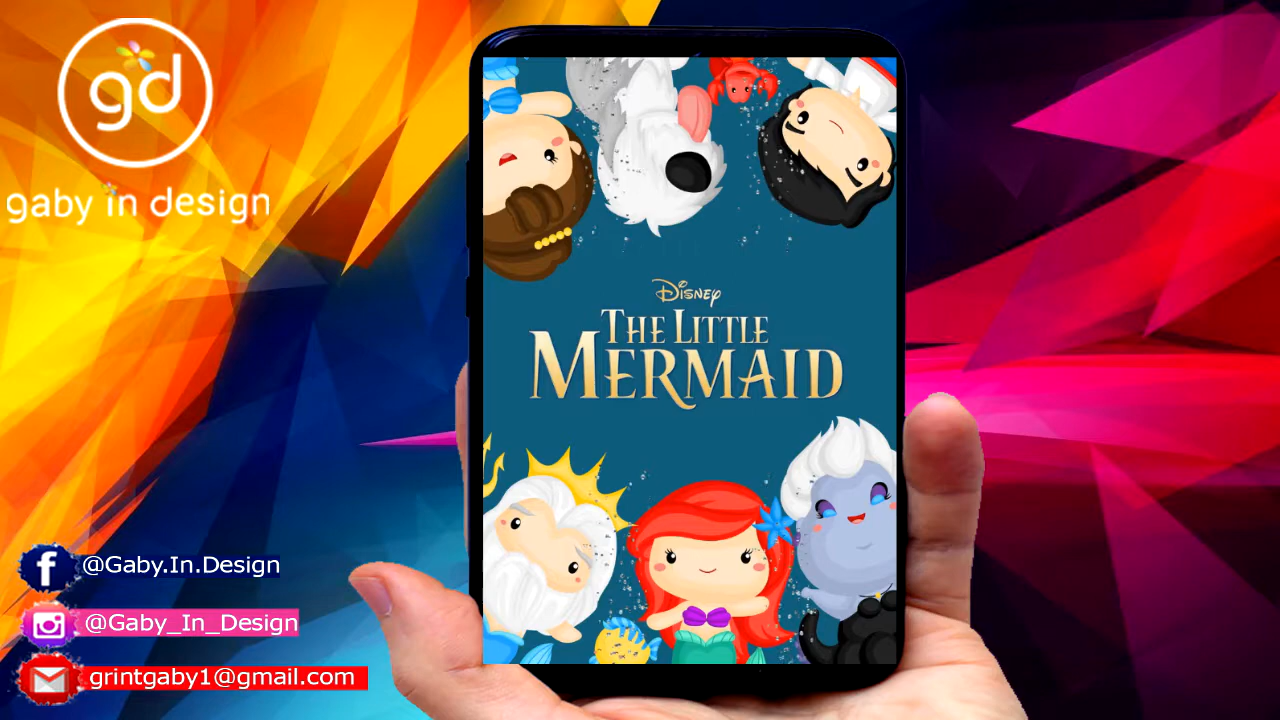 gd
gaby in design
Disney
The Little
Mermaid
@Gaby.In.Design
@Gaby_In_Design
grintgaby1@gmail.com